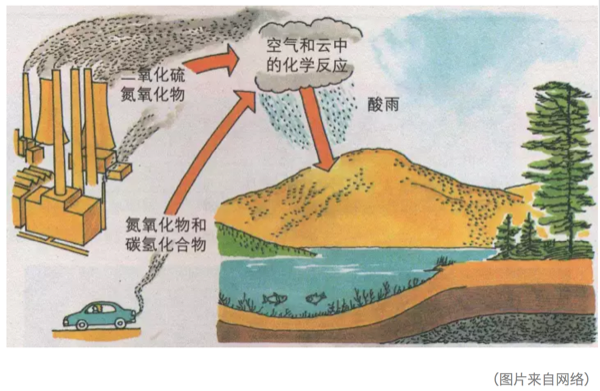 空气和云中
的化学反应
二氧化硫
氮氧化物
酸雨
氮氧化物和
碳氢化合物
(图片来自网络)